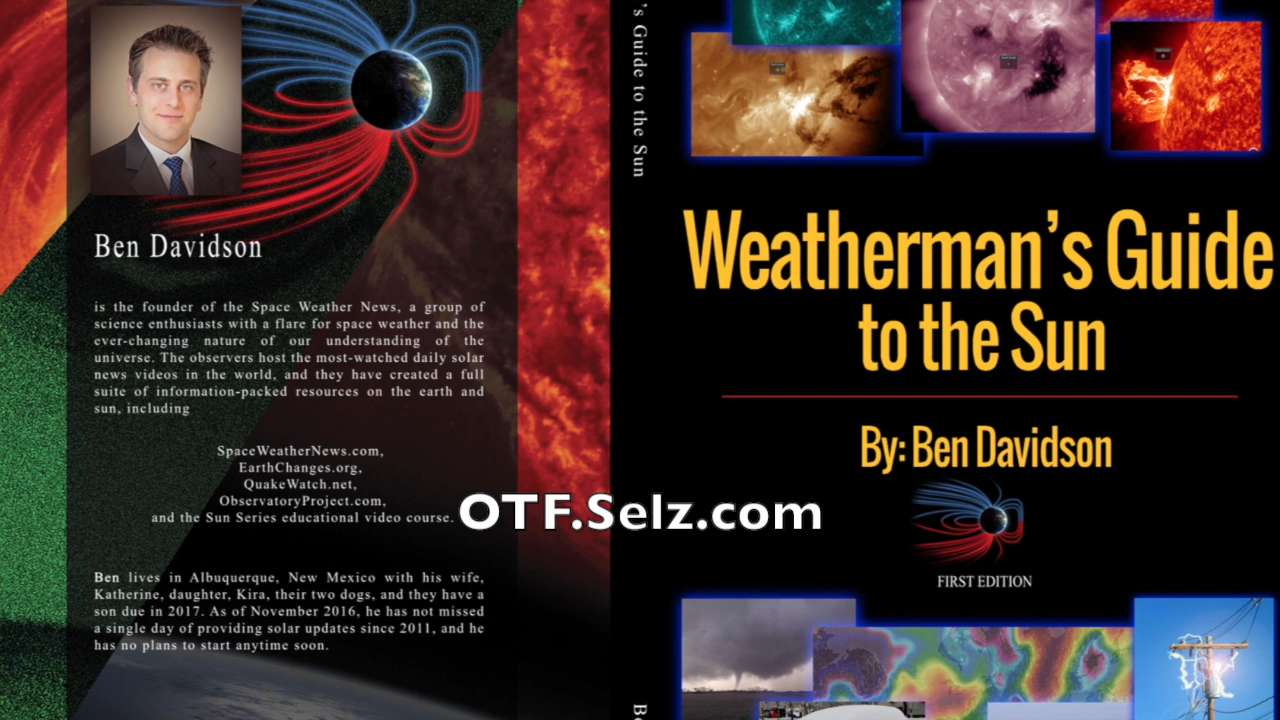 Ben Davidson
is the founder of the Space Weather News, a group of
science enthusiasts with a flare for space weather and the
ever-changing nature of our understanding of the
universe. The observers host the most-watched daily solar
news videos in the world, and they have created a full
suite of information-packed resources on the earth and
sun, including
SpaceWeatherNews.com,
EarthChanges.org,
QuakeWatch.net,
ObservatoryProject.com,
and the Sun Series educational video course.
Ben lives in Albuquerque, New Mexico with his wife,
Katherine, daughter, Kira, their two dogs, and they have a
son due in 2017. As of November 2016, he has not missed
a single day of providing solar updates since 2011, and he
has no plans to start anytime soon.
's Guide to the Sun
OTF.Selz.com
Weatherman's Guide
to the Sun
By: Ben Davidson
FIRST EDITION